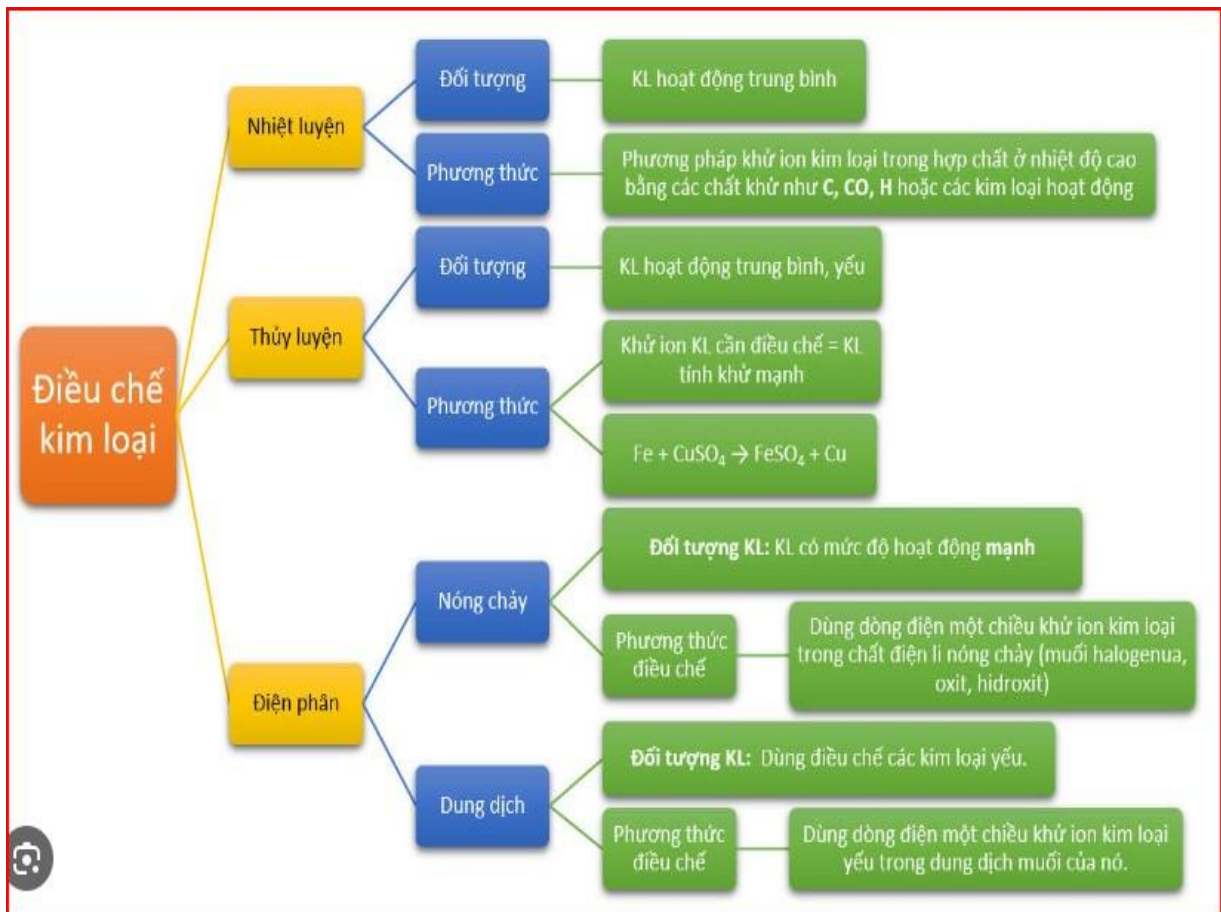 Điều chế
kim loại
Nhiệt luyện
Đối tượng
KL hoạt động trung bình
Phương thức
Phương pháp khử ion kim loại trong hợp chất ở nhiệt độ cao
bằng các chất khử như C, CO, H hoặc các kim loại hoạt động
Thủy luyện
Đối tượng
KL hoạt động trung bình, yếu
Phương thức
Khử ion KL cần điều chế = KL
tính khử mạnh
Fe + CuSO₄ → FeSO₄ + Cu
Điện phân
Nóng chảy
Đối tượng KL: KL có mức độ hoạt động mạnh
Phương thức
điều chế
Dùng dòng điện một chiều khử ion kim loại
trong chất điện li nóng chảy (muối halogenua,
oxit, hidroxit)
Dung dịch
Đối tượng KL: Dùng điều chế các kim loại yếu.
Phương thức
điều chế
Dùng dòng điện một chiều khử ion kim loại
yếu trong dung dịch muối của nó.